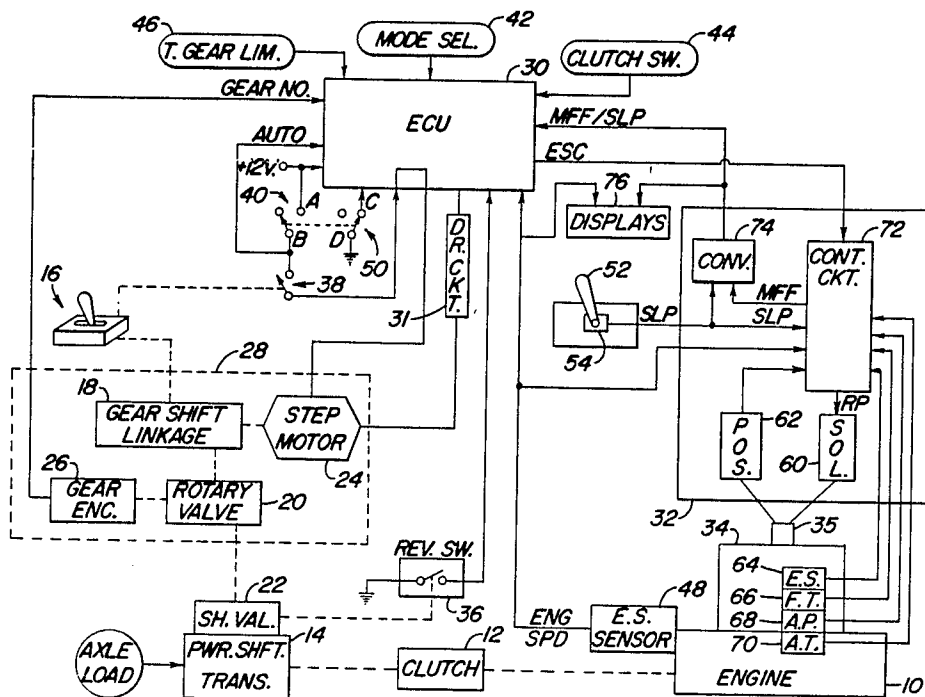 46
T. GEAR LIM.
42
MODE SEL.
44
CLUTCH SW.
30
ECU
GEAR NO.
MFF/SLP
AUTO
ESC
+12V.
40
A
B
C
D
50
38
76
DISPLAYS
74
CONV.
72
CONT.
CKT.
16
DR. CKT.
31
52
SLP
54
MFF
SLP
28
18
GEAR SHIFT
LINKAGE
STEP
MOTOR
24
26
GEAR
ENC.
ROTARY
VALVE
20
POS.
62
RP
SOL.
60
32
34
35
REV. SW.
36
64
E.S.
66
F.T.
68
A.P.
70
A.T.
22
SH. VAL.
48
E.S.
SENSOR
ENG
SPD
AXLE
LOAD
14
PWR. SHFT.
TRANS.
12
CLUTCH
ENGINE
10